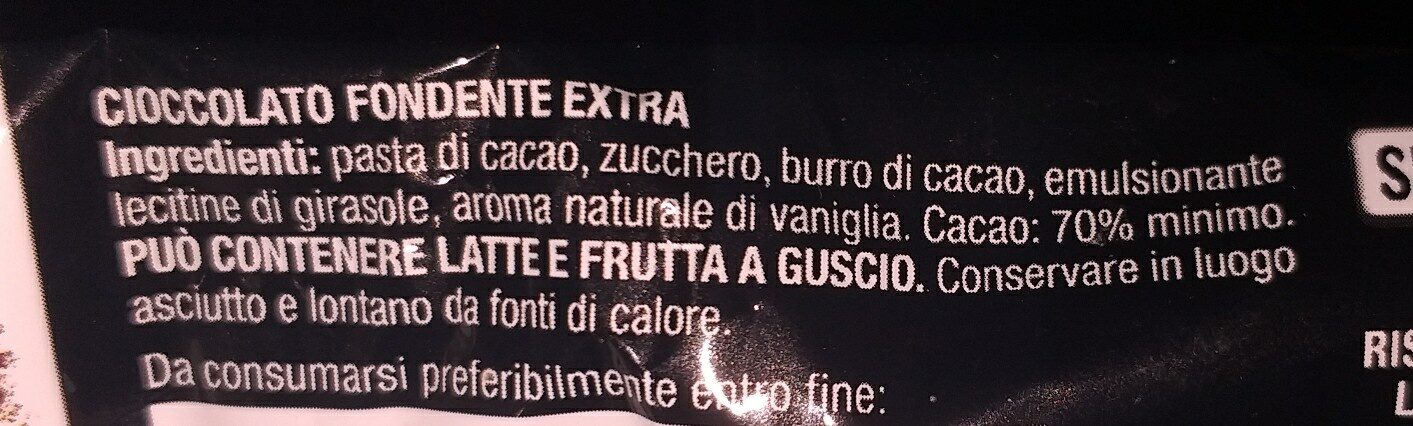 CIOCCOLATO FONDENTE EXTRA
Ingredienti: pasta di cacao, zucchero, burro di cacao, emulsionante
lecitine di girasole, aroma naturale di vaniglia. Cacao: 70% minimo.
PUÒ CONTENERE LATTE E FRUTTA A GUSCIO. Conservare in luogo
asciutto e lontano da fonti di calore.
Da consumarsi preferibilmente entro fine: